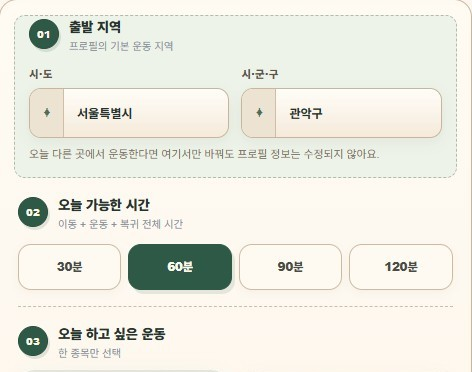 01
출발 지역
프로필의 기본 운동 지역
시·도
시·군·구
서울특별시
관악구
오늘 다른 곳에서 운동한다면 여기서만 바꿔도 프로필 정보는 수정되지 않아요.
02
오늘 가능한 시간
이동 + 운동 + 복귀 전체 시간
30분
60분
90분
120분
03
오늘 하고 싶은 운동
한 종목만 선택